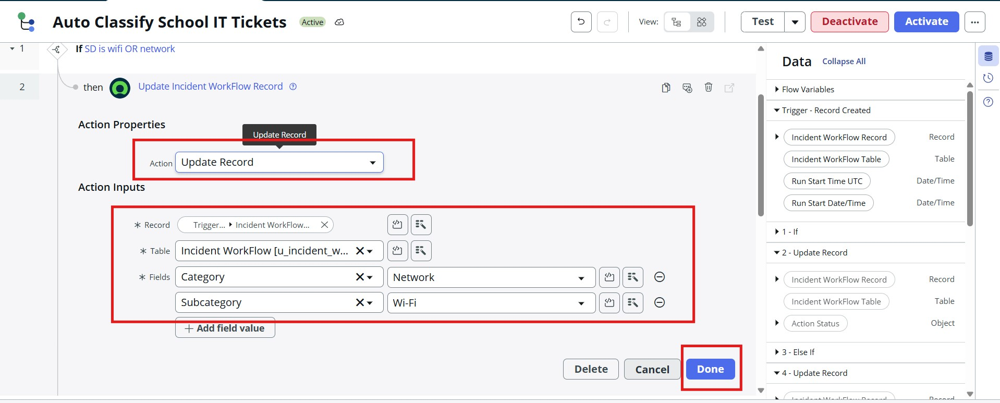 Auto Classify School IT Tickets Active View: Test Deactivate Activate ...
1 If SD is wifi OR network
2 then Update Incident WorkFlow Record
Action Properties
Update Record
Action Update Record
Action Inputs
* Record Trigger... Incident WorkFlow...
* Table Incident WorkFlow [u_incident_w...
* Fields Category Network
Subcategory Wi-Fi
+ Add field value
Delete Cancel Done
Data Collapse All
Flow Variables
Trigger - Record Created
Incident WorkFlow Record Record
Incident WorkFlow Table Table
Run Start Time UTC Date/Time
Run Start Date/Time Date/Time
1 - If
2 - Update Record
Incident WorkFlow Record Record
Incident WorkFlow Table Table
Action Status Object
3 - Else If
4 - Update Record
Incident WorkFlow Record Record